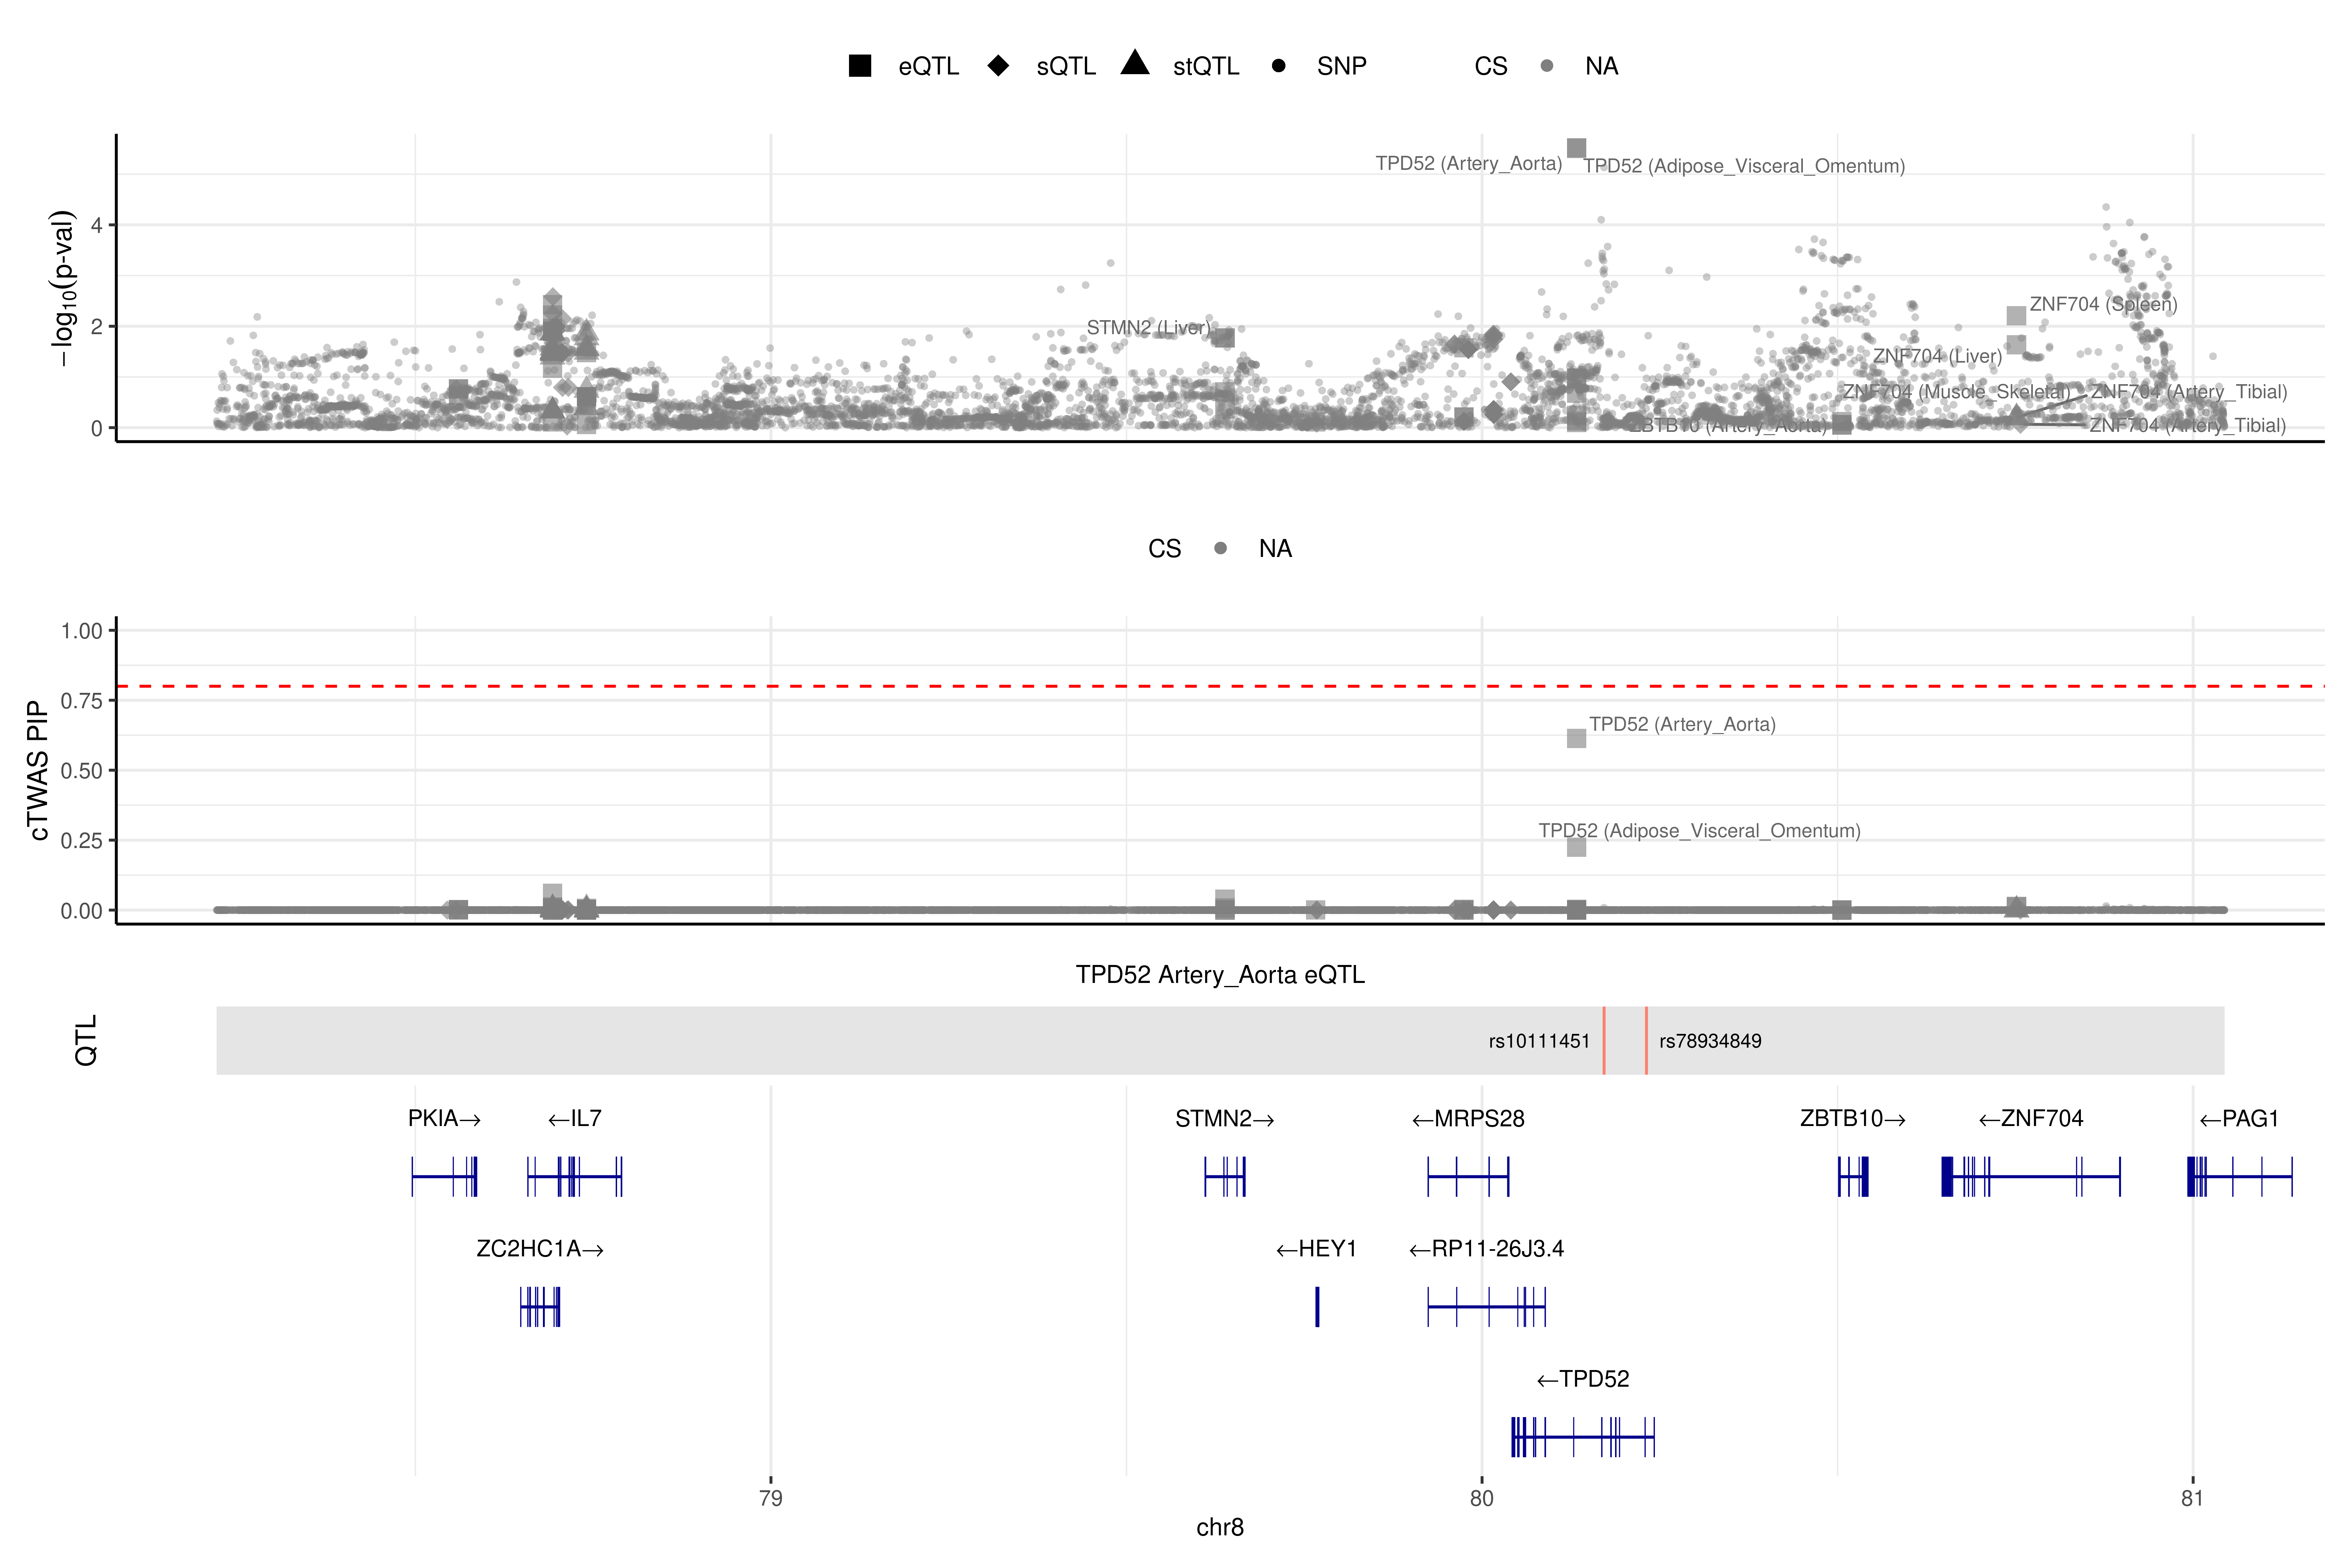 eQTL sQTL stQTL SNP CS NA
−log10(p-val)
4
2
0
TPD52 (Artery_Aorta) TPD52 (Adipose_Visceral_Omentum)
STMN2 (Liver) ZNF704 (Spleen)
ZNF704 (Liver)
ZNF704 (Muscle_Skeletal) ZNF704 (Artery_Tibial)
ZBTB10 (Artery_Aorta) ZNF704 (Artery_Tibial)
CS NA
cTWAS PIP
1.00
0.75
0.50
0.25
0.00
TPD52 (Artery_Aorta)
TPD52 (Adipose_Visceral_Omentum)
TPD52 Artery_Aorta eQTL
QTL
rs10111451 rs78934849
PKIA→ ←IL7 STMN2→ ←MRPS28 ZBTB10→ ←ZNF704 ←PAG1
ZC2HC1A→ ←HEY1 ←RP11-26J3.4
←TPD52
79 80 81
chr8